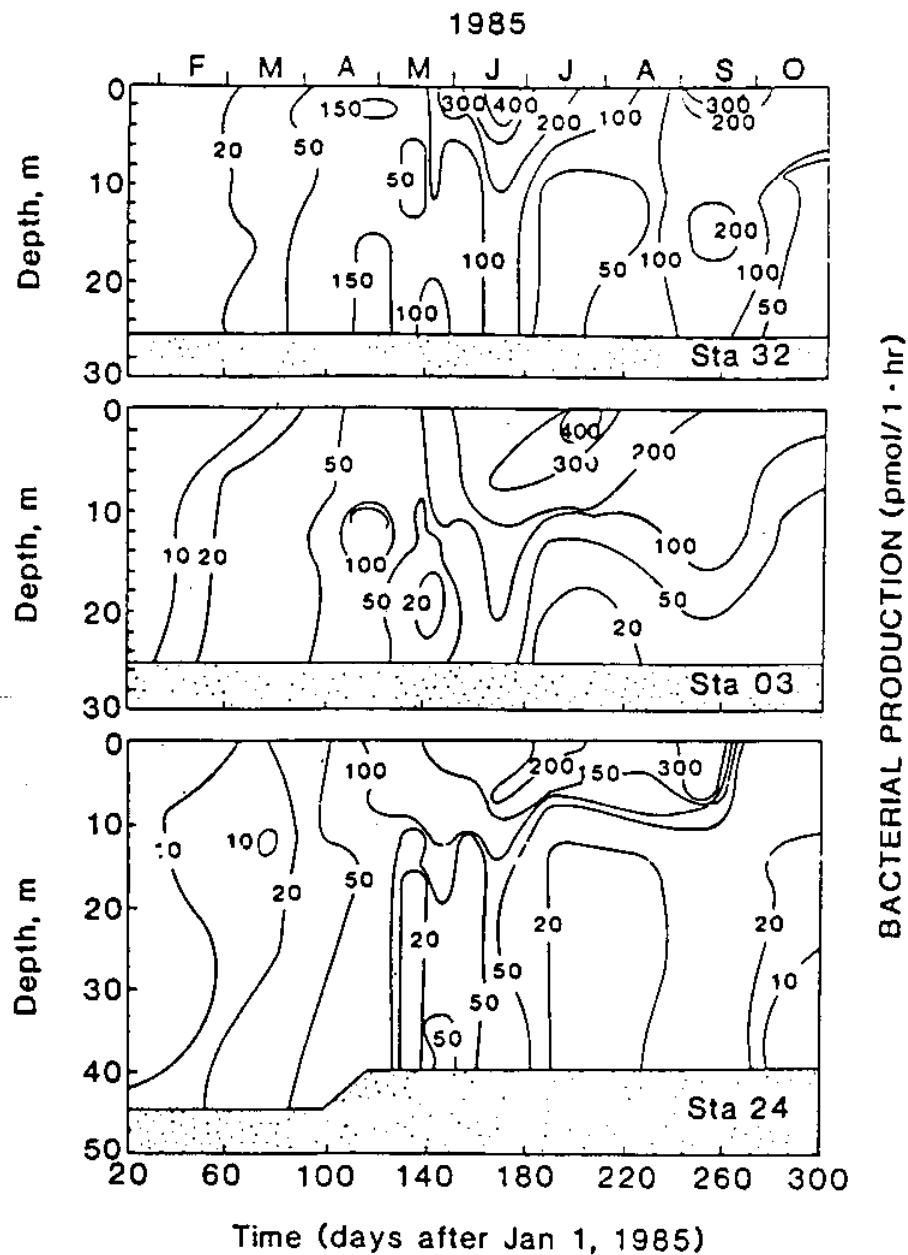 1985
F M A M J J A S O
0 150 300 400 200 100 300 200
20 50
10 50
200
100 50 100 100
20 150 100 50
Sta 32
30
0 400
50 300 200
10
10 20 100 100
50 20 50
20 20
Sta 03
30
0
100 200 150 300
10 10
10
20 50
20 20 20 20
50
30 50 10
50
40
Sta 24
50
20 60 100 140 180 220 260 300
Time (days after Jan 1, 1985)
Depth, m
Depth, m
Depth, m
BACTERIAL PRODUCTION (pmol/1·hr)